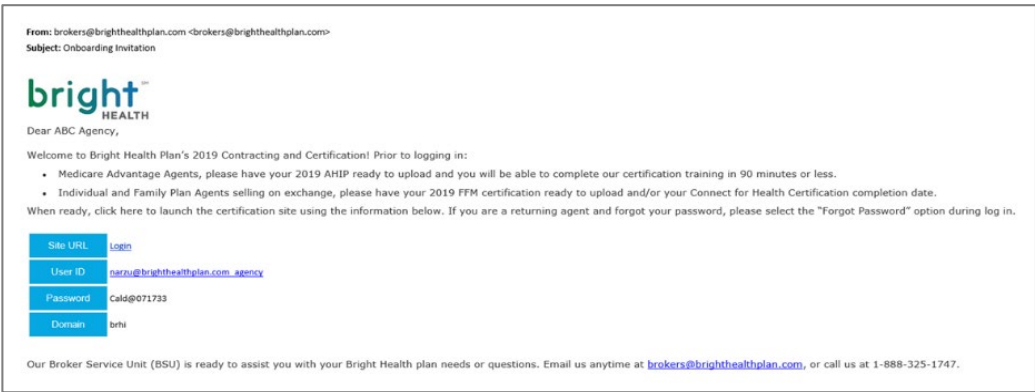 From: brokers@brighthealthplan.com <brokers@brighthealthplan.com>
Subject: Onboarding Invitation
bright℠
HEALTH
Dear ABC Agency,
Welcome to Bright Health Plan's 2019 Contracting and Certification! Prior to logging in:
• Medicare Advantage Agents, please have your 2019 AHIP ready to upload and you will be able to complete our certification training in 90 minutes or less.
• Individual and Family Plan Agents selling on exchange, please have your 2019 FFM certification ready to upload and/or your Connect for Health Certification completion date.
When ready, click here to launch the certification site using the information below. If you are a returning agent and forgot your password, please select the "Forgot Password" option during log in.
Site URL Login
User ID narzu@brighthealthplan.com_agency
Password Cald@071733
Domain brhi
Our Broker Service Unit (BSU) is ready to assist you with your Bright Health plan needs or questions. Email us anytime at brokers@brighthealthplan.com, or call us at 1-888-325-1747.